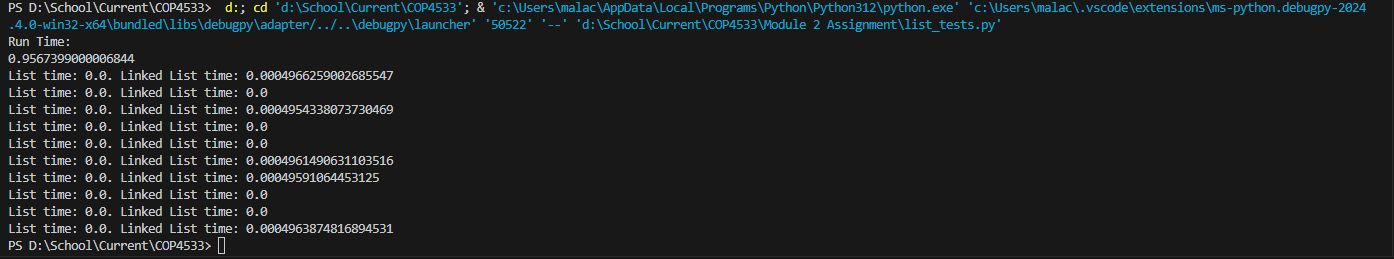 PS D:\School\Current\COP4533>  d:; cd 'd:\School\Current\COP4533'; & 'c:\Users\malac\AppData\Local\Programs\Python\Python312\python.exe' 'c:\Users\malac\.vscode\extensions\ms-python.debugpy-2024
.4.0-win32-x64\bundled\libs\debugpy\adapter/../..\debugpy\launcher' '50522' '--' 'd:\School\Current\COP4533\Module 2 Assignment\list_tests.py'
Run Time:
0.9567399000006844
List time: 0.0. Linked List time: 0.0004966259002685547
List time: 0.0. Linked List time: 0.0
List time: 0.0. Linked List time: 0.0004954338073730469
List time: 0.0. Linked List time: 0.0
List time: 0.0. Linked List time: 0.0
List time: 0.0. Linked List time: 0.0004961490631103516
List time: 0.0. Linked List time: 0.00049591064453125
List time: 0.0. Linked List time: 0.0
List time: 0.0. Linked List time: 0.0
List time: 0.0. Linked List time: 0.0004963874816894531
PS D:\School\Current\COP4533>